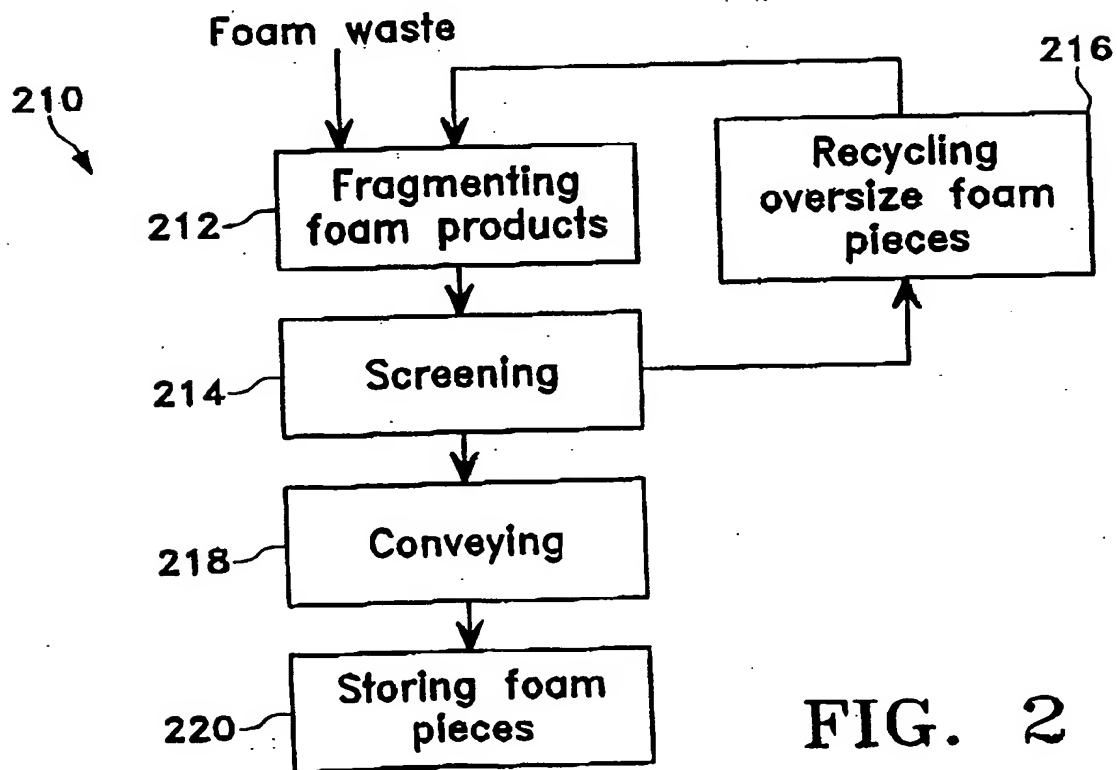 Foam waste
210
216
Fragmenting
foam products
212
Recycling
oversize foam
pieces
Screening
214
Conveying
218
Storing foam
pieces
220
FIG. 2